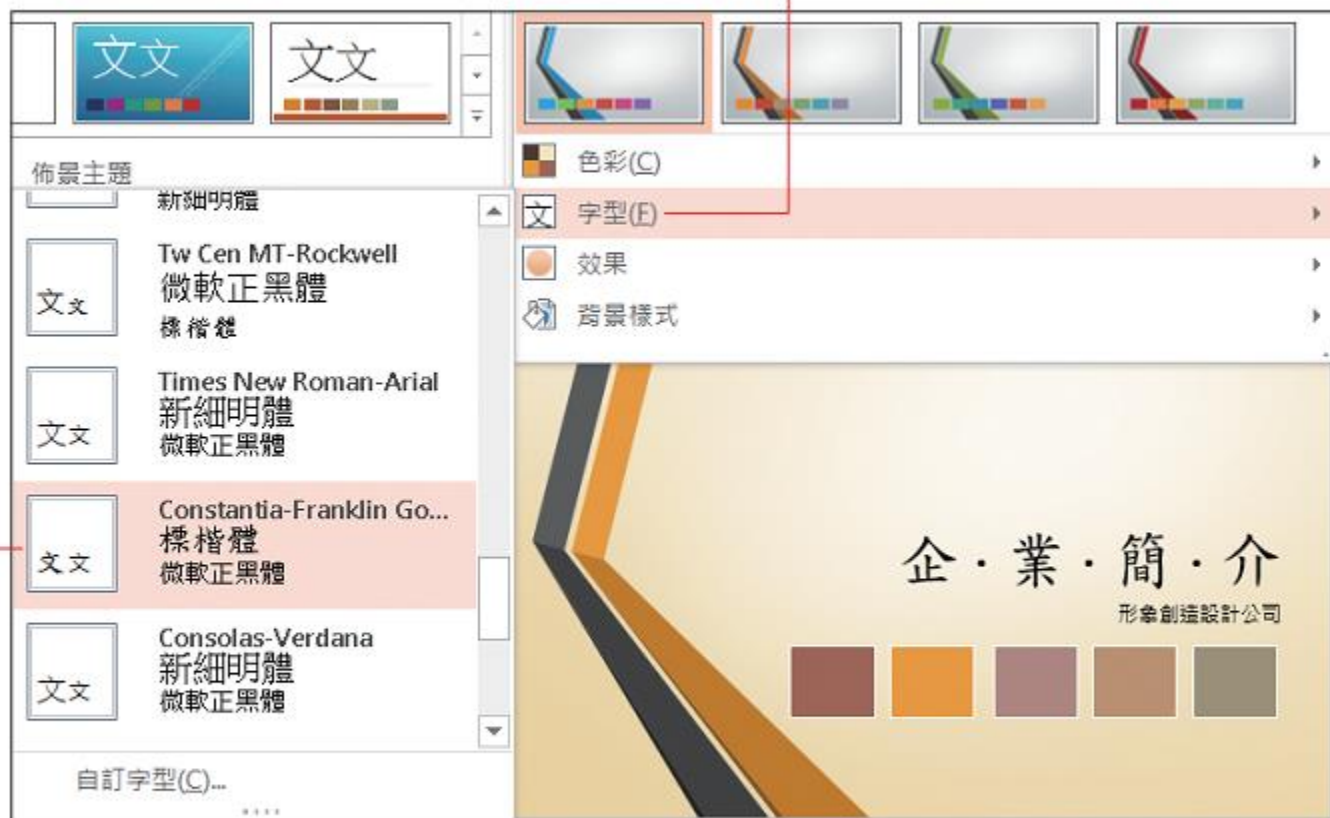 文文
文文
佈景主題
新細明體
文文
Tw Cen MT-Rockwell
微軟正黑體
標楷體
文文
Times New Roman-Arial
新細明體
微軟正黑體
文文
Constantia-Franklin Go...
標楷體
微軟正黑體
文文
Consolas-Verdana
新細明體
微軟正黑體
自訂字型(C)...
色彩(C)
文 字型(F)
效果
背景樣式
企·業·簡·介
形象創造設計公司